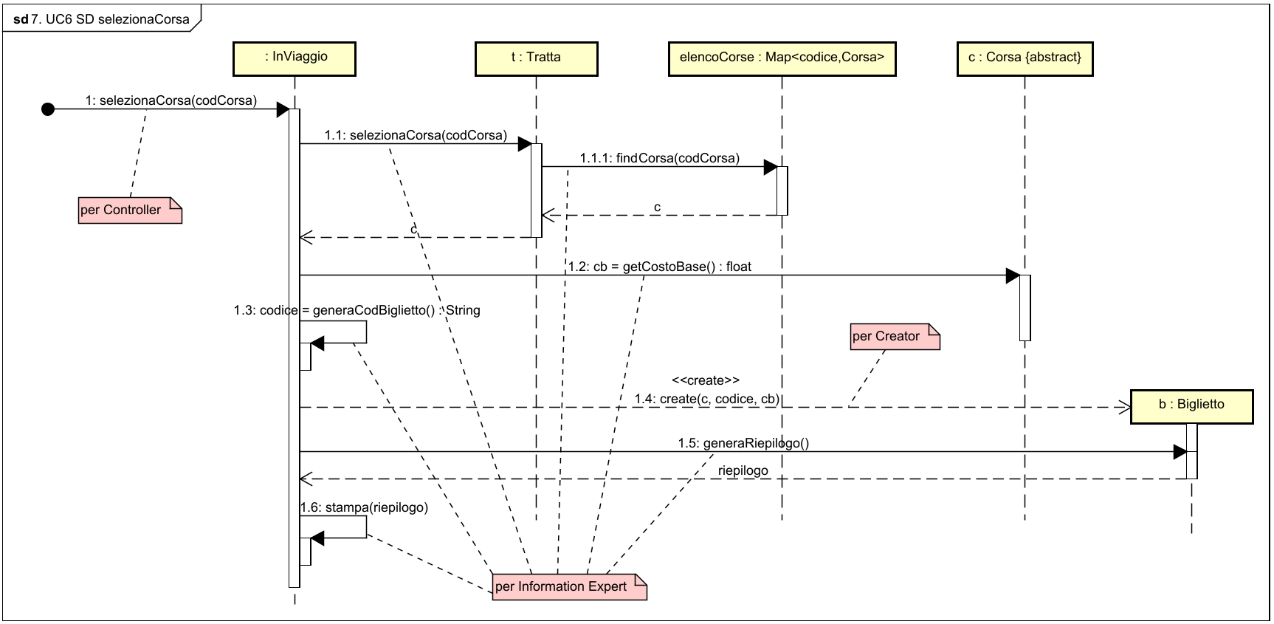 sd 7. UC6 SD selezionaCorsa
: InViaggio
t : Tratta
elencoCorse : Map<codice,Corsa>
c : Corsa {abstract}
1: selezionaCorsa(codCorsa)
1.1: selezionaCorsa(codCorsa)
1.1.1: findCorsa(codCorsa)
per Controller
c
c
1.2: cb = getCostoBase() : float
1.3: codice = generaCodBiglietto() : String
per Creator
<<create>>
1.4: create(c, codice, cb)
b : Biglietto
1.5: generaRiepilogo()
riepilogo
1.6: stampa(riepilogo)
per Information Expert